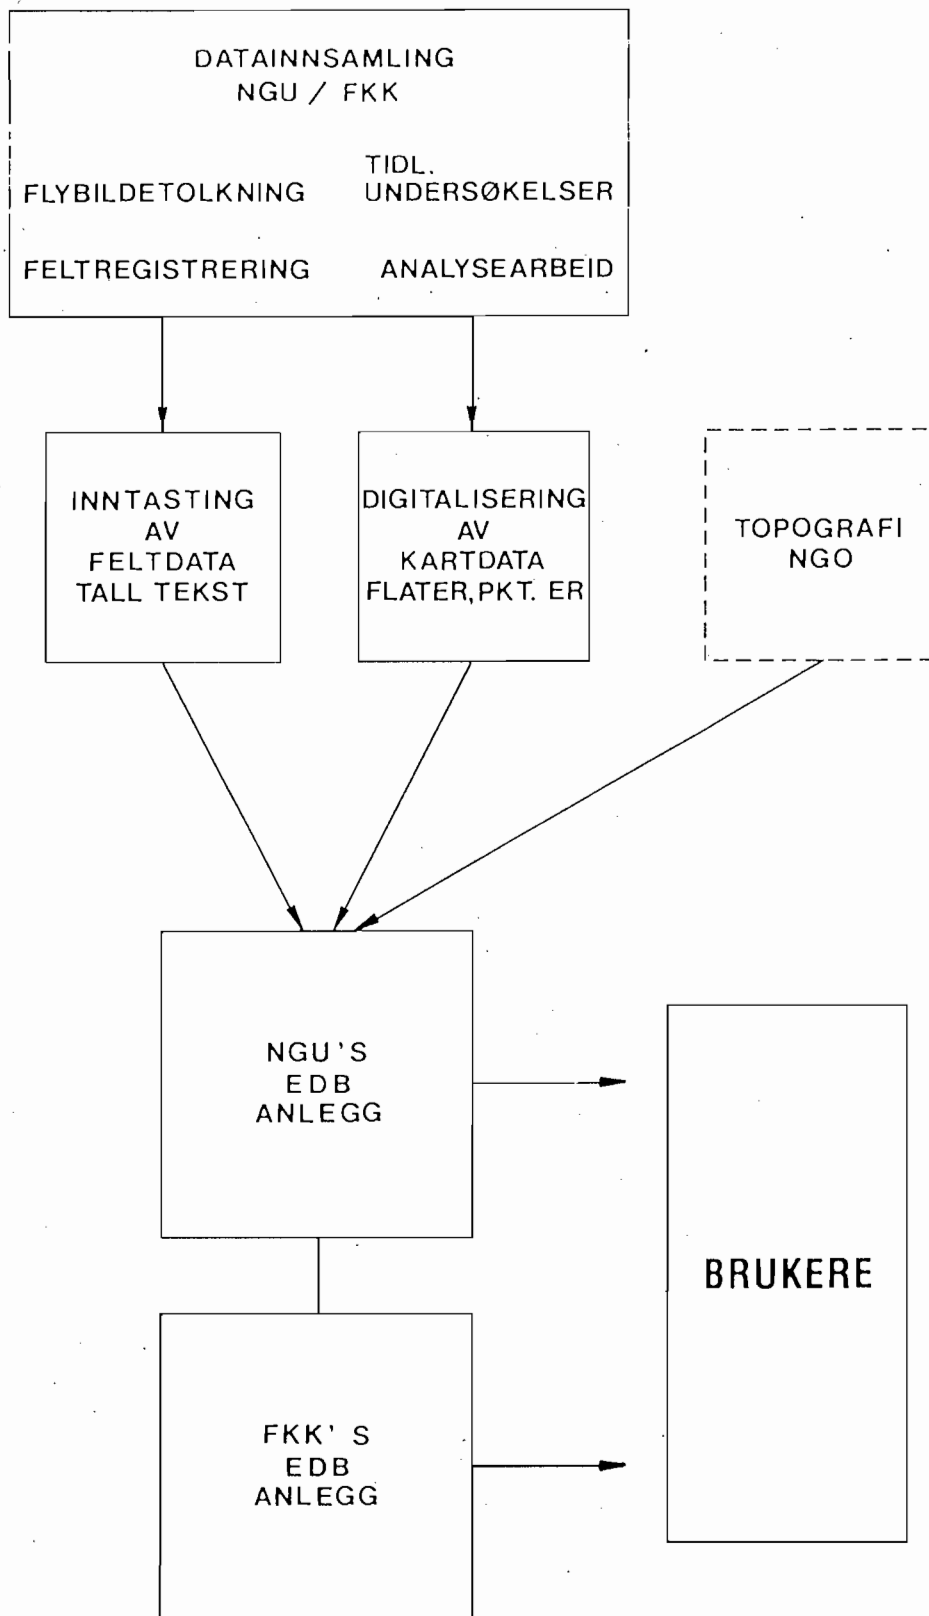 DATAINNSAMLING
NGU / FKK
FLYBILDETOLKNING
TIDL.
UNDERSØKELSER
FELTREGISTRERING
ANALYSEARBEID
INNTASTING
AV
FELTDATA
TALL TEKST
DIGITALISERING
AV
KARTDATA
FLATER, PKT. ER
TOPOGRAFI
NGO
NGU'S
EDB
ANLEGG
BRUKERE
FKK' S
EDB
ANLEGG